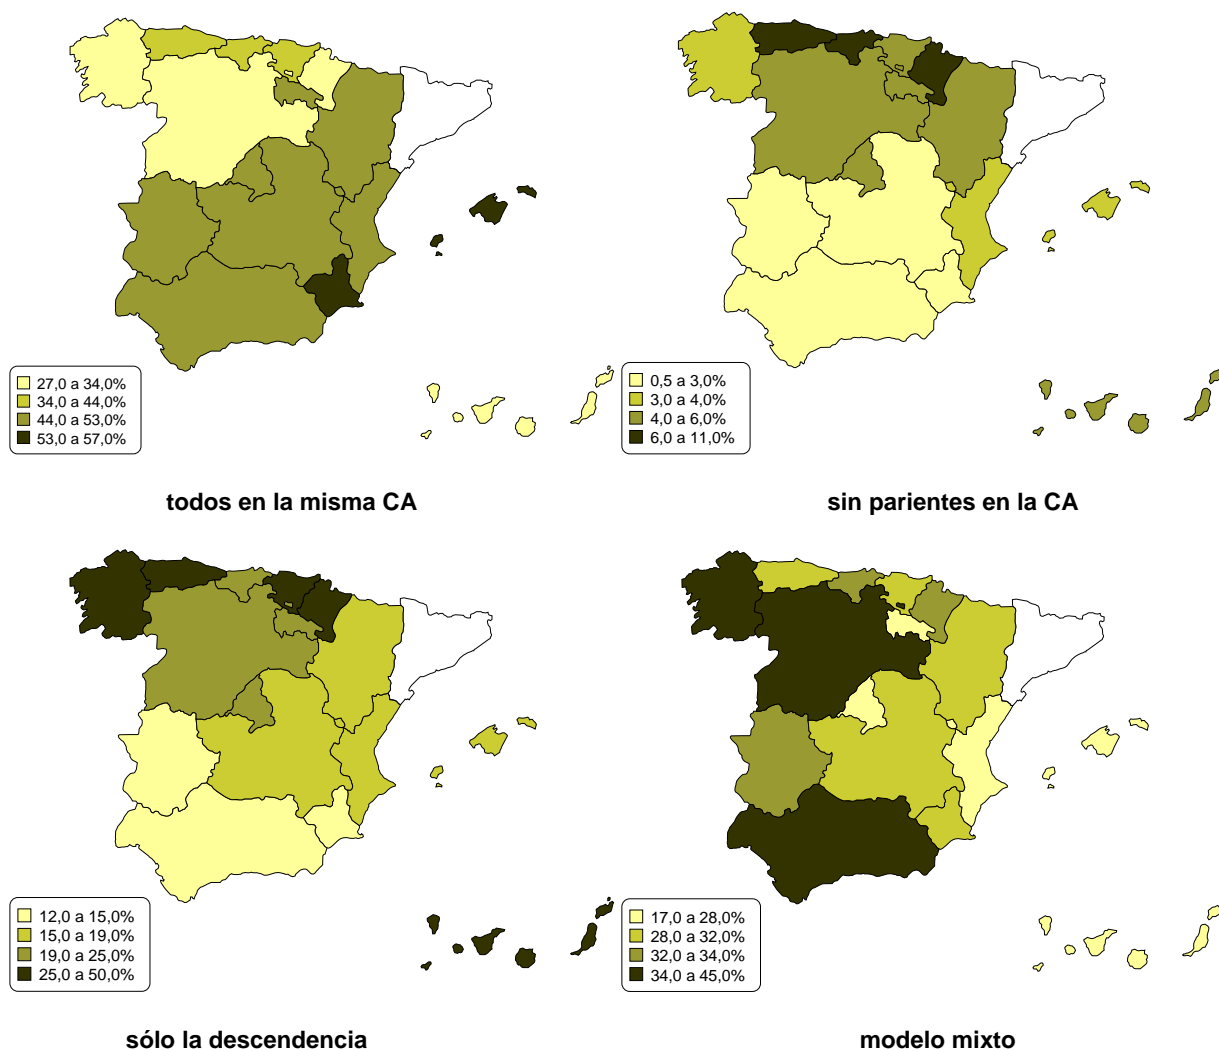 27,0 a 34,0%
34,0 a 44,0%
44,0 a 53,0%
53,0 a 57,0%
todos en la misma CA
0,5 a 3,0%
3,0 a 4,0%
4,0 a 6,0%
6,0 a 11,0%
sin parientes en la CA
12,0 a 15,0%
15,0 a 19,0%
19,0 a 25,0%
25,0 a 50,0%
sólo la descendencia
17,0 a 28,0%
28,0 a 32,0%
32,0 a 34,0%
34,0 a 45,0%
modelo mixto